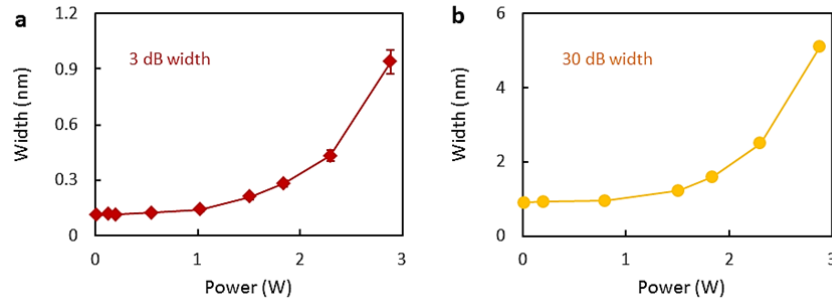 a
1.2
0.9
0.6
0.3
0
Width (nm)
3 dB width
0 1 2 3
Power (W)
b
6
4
2
0
Width (nm)
30 dB width
0 1 2 3
Power (W)